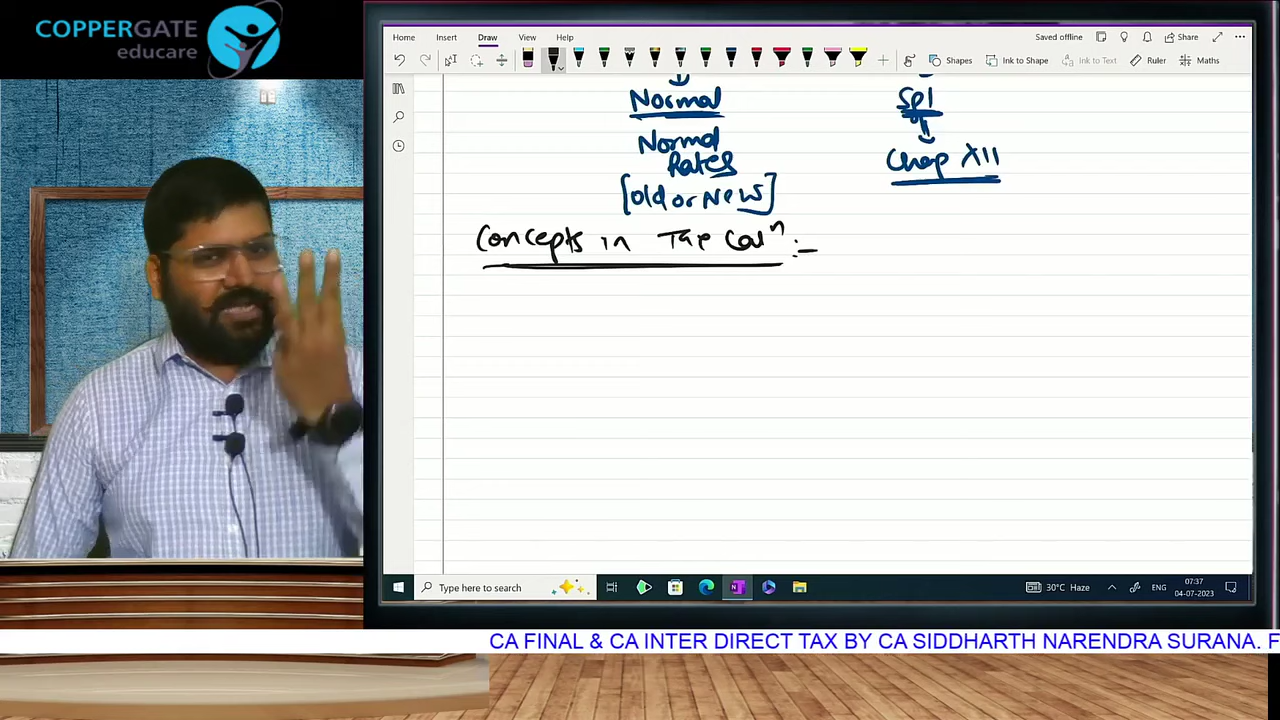 COPPERGATE
educare
Home Insert Draw View Help
Saved offline
Share
Shapes
Ink to Shape
Ink to Text
Ruler
Maths
Normal
Spl
Normal
Rates
Chap XII
[old or New]
Concepts in Tax Caln :-
Type here to search
30°C Haze
ENG
07:37
04-07-2023
CA FINAL & CA INTER DIRECT TAX BY CA SIDDHARTH NARENDRA SURANA. F